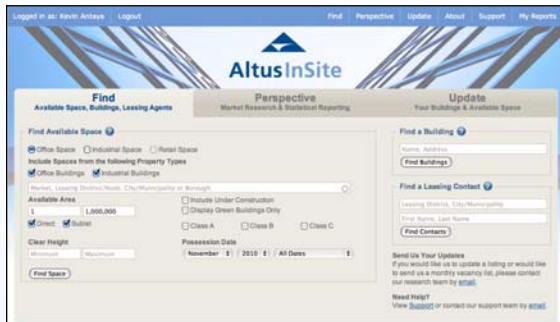 Logged in as: Kevin Antaya Logout Find Perspective Update About Support My Reports
AltusInSite
Find
Available Space, Buildings, Leasing Agents
Perspective
Market Research & Statistical Reporting
Update
Your Buildings & Available Space
Find Available Space
Office Space Industrial Space Retail Space
Include Spaces from the following Property Types
Office Buildings Industrial Buildings
Market, Leasing District/Node, City/Municipality or Borough
Available Area
1 1,000,000
Direct Sublet
Include Under Construction
Display Green Buildings Only
Class A Class B Class C
Clear Height
Minimum Maximum
Possession Date
November 2010 All Dates
Find Space
Find a Building
Name, Address
Find Buildings
Find a Leasing Contact
Leasing District, City/Municipality
First Name, Last Name
Find Contacts
Send Us Your Updates
If you would like us to update a listing or would like
to send us a monthly vacancy list, please contact
our research team by email.
Need Help?
View Support or contact our support team by email.